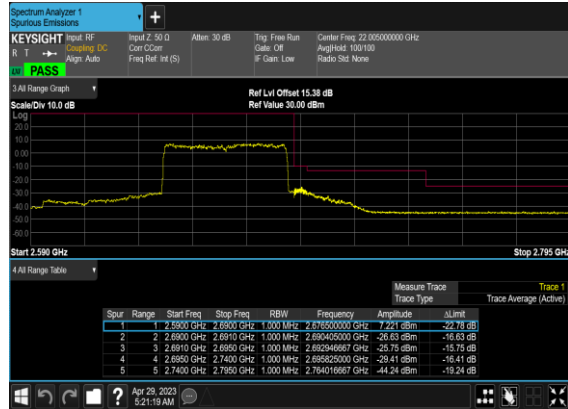 Spectrum Analyzer 1
Spurious Emissions
KEYSIGHT Input: RF Input Z: 50 Ω Atten: 30 dB Trig: Free Run Center Freq: 22.005000000 GHz
R T Coupling: DC Corr CCorr Gate: Off Avg|Hold: 100/100
Align: Auto Freq Ref: Int (S) IF Gain: Low Radio Std: None
PASS
3 All Range Graph
Ref Lvl Offset 15.38 dB
Scale/Div 10.0 dB Ref Value 30.00 dBm
Log
20.0
10.0
0.00
-10.0
-20.0
-30.0
-40.0
-50.0
-60.0
Start 2.590 GHz Stop 2.795 GHz
4 All Range Table
Measure Trace Trace 1
Trace Type Trace Average (Active)
Spur Range Start Freq Stop Freq RBW Frequency Amplitude ΔLimit
1 1 2.5900 GHz 2.6900 GHz 1.000 MHz 2.676500000 GHz 7.221 dBm -22.78 dB
2 2 2.6900 GHz 2.6910 GHz 1.000 MHz 2.690405000 GHz -26.63 dBm -16.63 dB
3 3 2.6910 GHz 2.6950 GHz 1.000 MHz 2.692946667 GHz -25.75 dBm -15.75 dB
4 4 2.6950 GHz 2.7400 GHz 1.000 MHz 2.695825000 GHz -29.41 dBm -16.41 dB
5 5 2.7400 GHz 2.7950 GHz 1.000 MHz 2.764016667 GHz -44.24 dBm -19.24 dB
Apr 29, 2023
5:21:19 AM